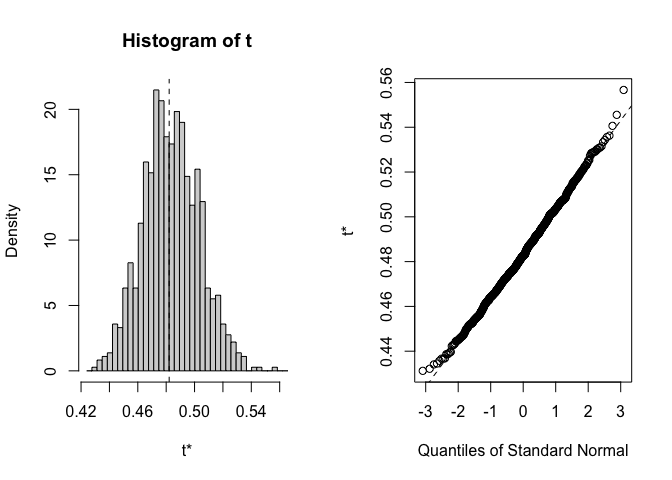 Histogram of t
Density
0 5 10 15 20
0.42 0.46 0.50 0.54
t*
t*
0.44 0.46 0.48 0.50 0.52 0.54 0.56
-3 -2 -1 0 1 2 3
Quantiles of Standard Normal